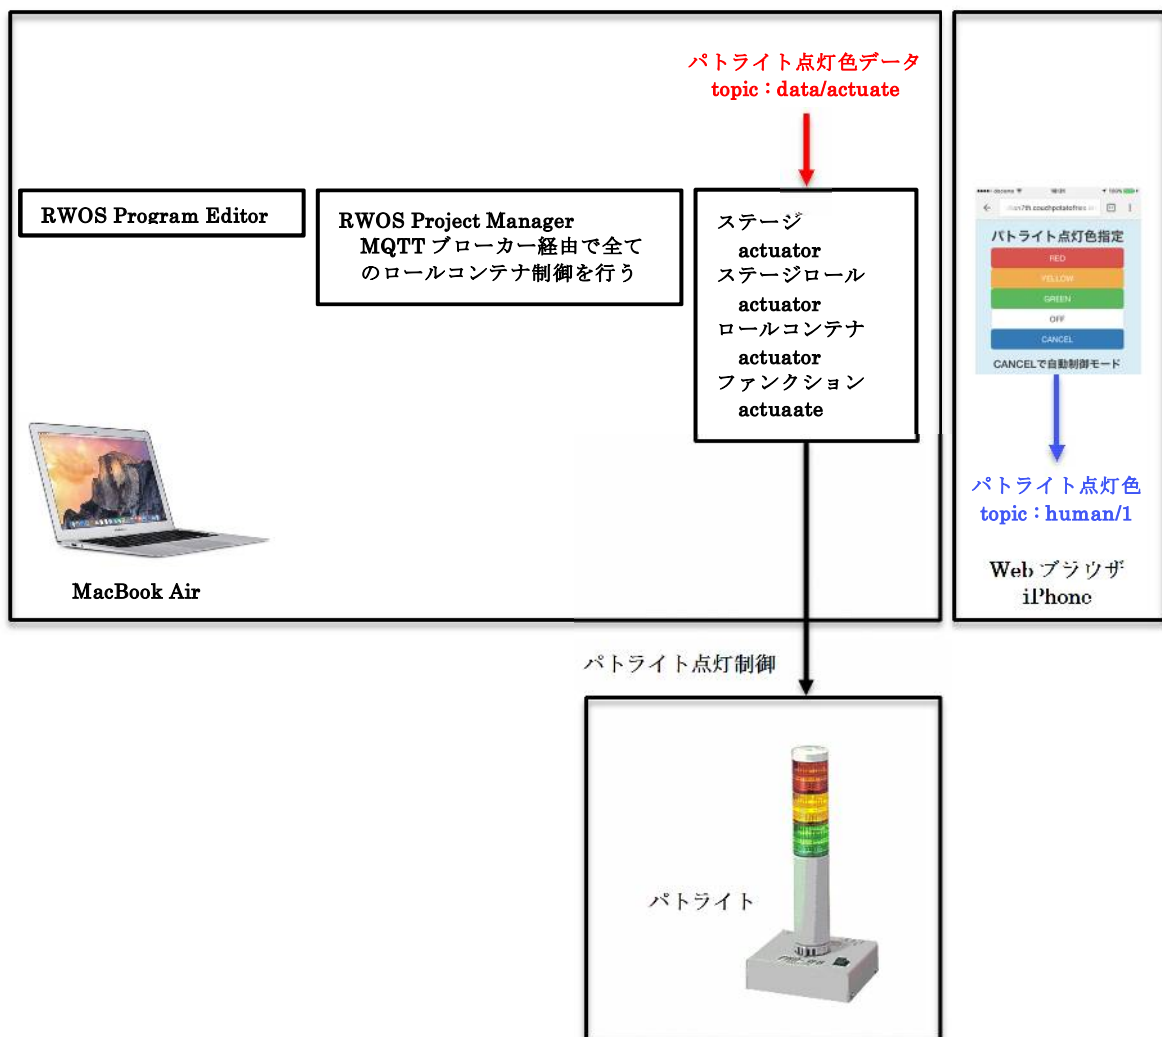 パトライト点灯色データ
topic：data/actuate
RWOS Program Editor
RWOS Project Manager
MQTT ブローカー経由で全て
のロールコンテナ制御を行う
ステージ
actuator
ステージロール
actuator
ロールコンテナ
actuator
ファンクション
actuaate
MacBook Air
パトライト点灯色指定
RED
YELLOW
GREEN
OFF
CANCEL
CANCELで自動制御モード
パトライト点灯色
topic：human/1
Web ブラウザ
iPhone
パトライト点灯制御
パトライト